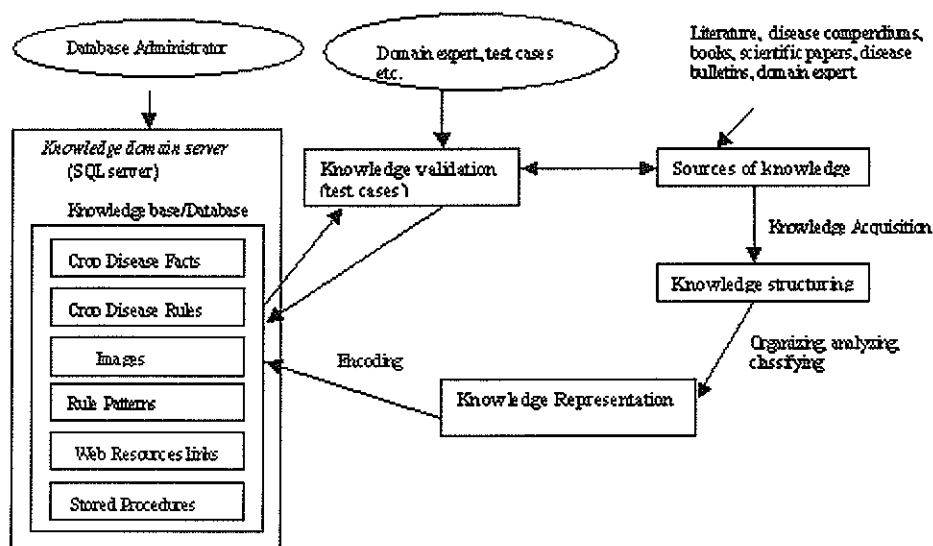 Database Administrator
Domain expert, test cases
etc.
Literature, disease compendiums,
books, scientific papers, disease
bulletins, domain expert
Knowledge domain server
(SQL server)
Knowledge base/Database
Crop Disease Facts
Crop Disease Rules
Images
Rule Patterns
Web Resources links
Stored Procedures
Knowledge validation
(test cases)
Sources of knowledge
Knowledge Acquisition
Knowledge structuring
Organizing, analyzing,
classifying
Encoding
Knowledge Representation